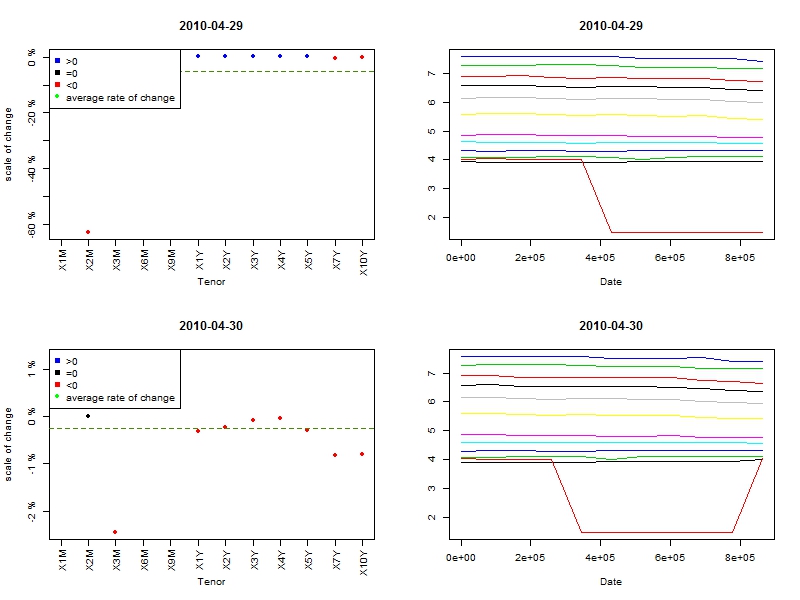 2010-04-29
scale of change
0 %
-20 %
-40 %
-60 %
>0
=0
<0
average rate of change
X1M
X2M
X3M
X6M
X9M
X1Y
X2Y
X3Y
X4Y
X5Y
X7Y
X10Y
Tenor
2010-04-29
7
6
5
4
3
2
0e+00
2e+05
4e+05
6e+05
8e+05
Date
2010-04-30
scale of change
1 %
0 %
-1 %
-2 %
>0
=0
<0
average rate of change
X1M
X2M
X3M
X6M
X9M
X1Y
X2Y
X3Y
X4Y
X5Y
X7Y
X10Y
Tenor
2010-04-30
7
6
5
4
3
2
0e+00
2e+05
4e+05
6e+05
8e+05
Date